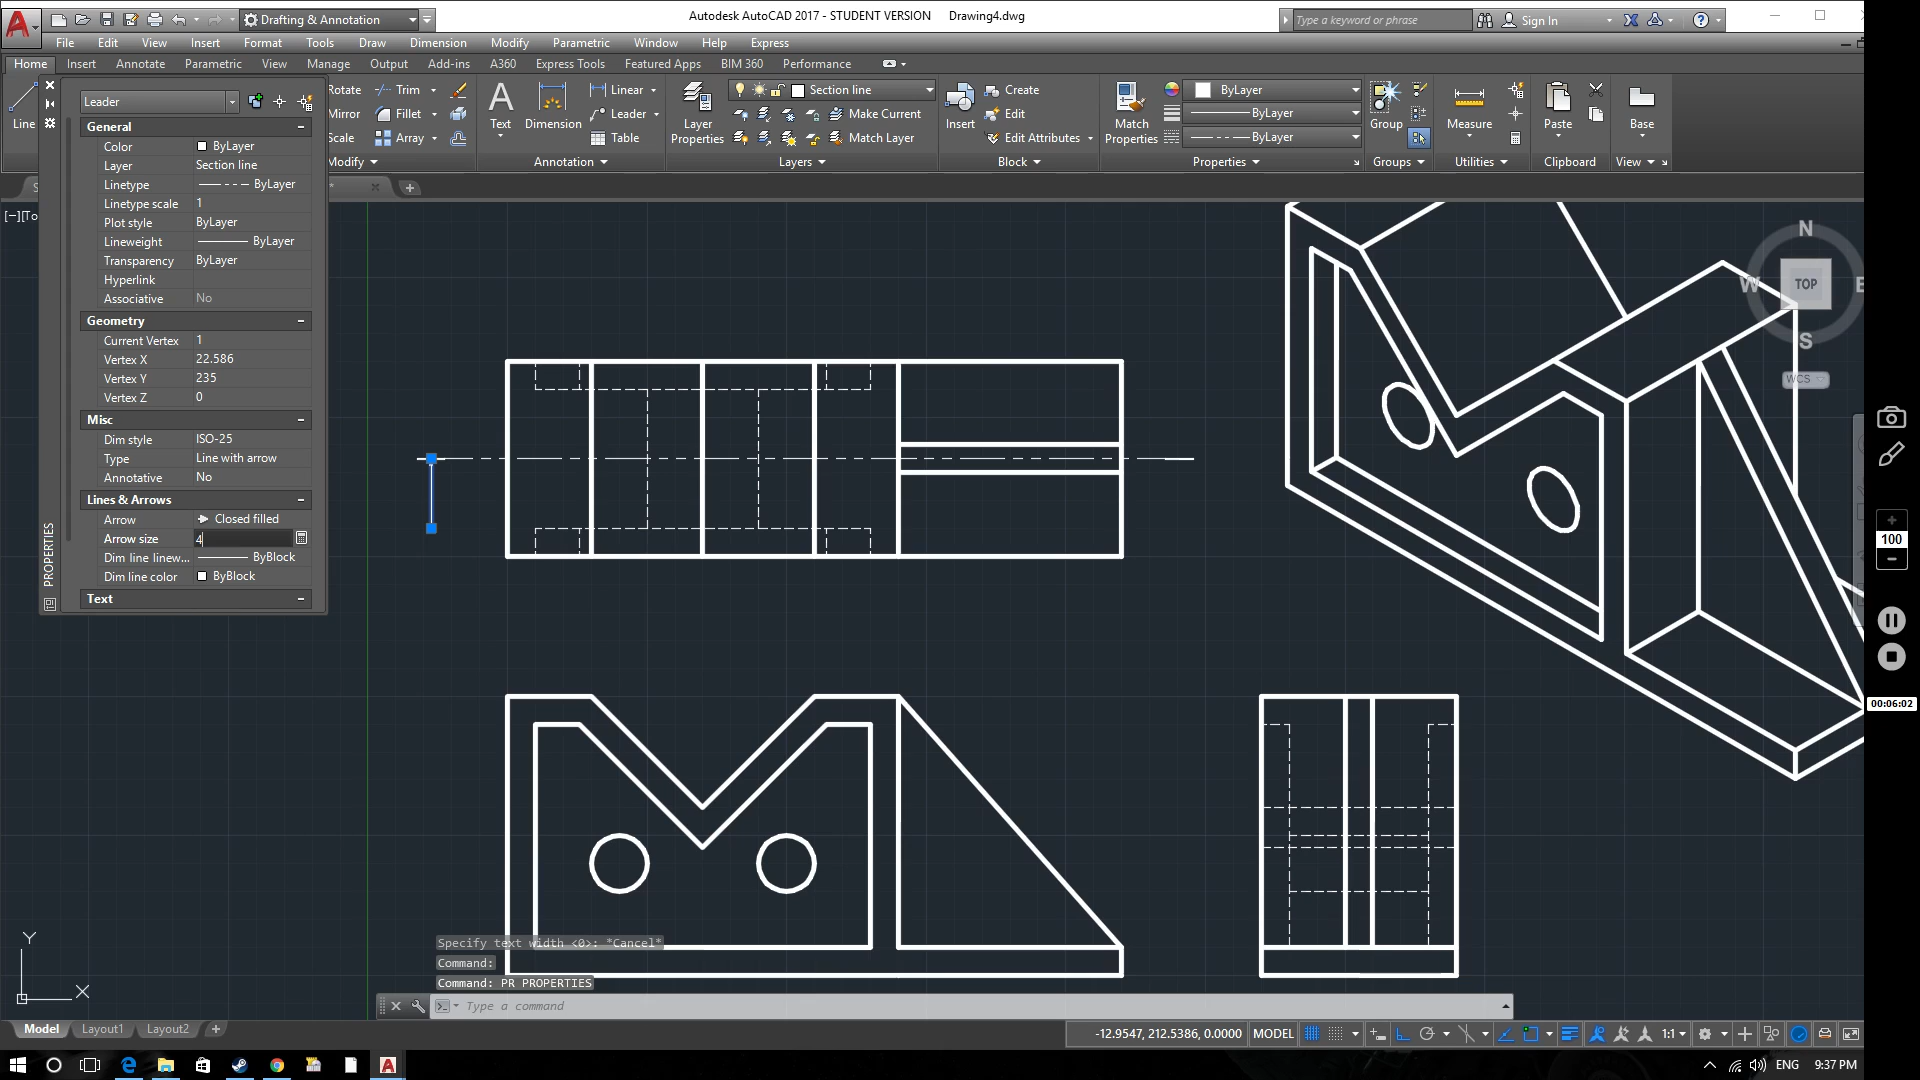 Drafting & Annotation
Autodesk AutoCAD 2017 - STUDENT VERSION Drawing4.dwg
Type a keyword or phrase
Sign In
File Edit View Insert Format Tools Draw Dimension Modify Parametric Window Help Express
Home Insert Annotate Parametric View Manage Output Add-ins A360 Express Tools Featured Apps BIM 360 Performance
Leader
Rotate Trim Linear Section line Create ByLayer
Mirror Fillet Leader Make Current Edit ByLayer
Scale Array Table Match Layer Edit Attributes ByLayer
Line
Text
Dimension
Layer
Properties
Insert
Match
Properties
Group
Measure
Paste
Base
Modify Annotation Layers Block Properties Groups Utilities Clipboard View
General
Color ByLayer
Layer Section line
Linetype ByLayer
Linetype scale 1
Plot style ByLayer
Lineweight ByLayer
Transparency ByLayer
Hyperlink
Associative No
Geometry
Current Vertex 1
Vertex X 22.586
Vertex Y 235
Vertex Z 0
Misc
Dim style ISO-25
Type Line with arrow
Annotative No
Lines & Arrows
Arrow Closed filled
Arrow size 4
Dim line linew... ByBlock
Dim line color ByBlock
Text
PROPERTIES
[−][To
N
W TOP E
S
WCS
100
00:06:02
Y
X
Specify text width <0>: *Cancel*
Command:
Command: PR PROPERTIES
Type a command
Model Layout1 Layout2 +
-12.9547, 212.5386, 0.0000 MODEL 1:1
ENG 9:37 PM